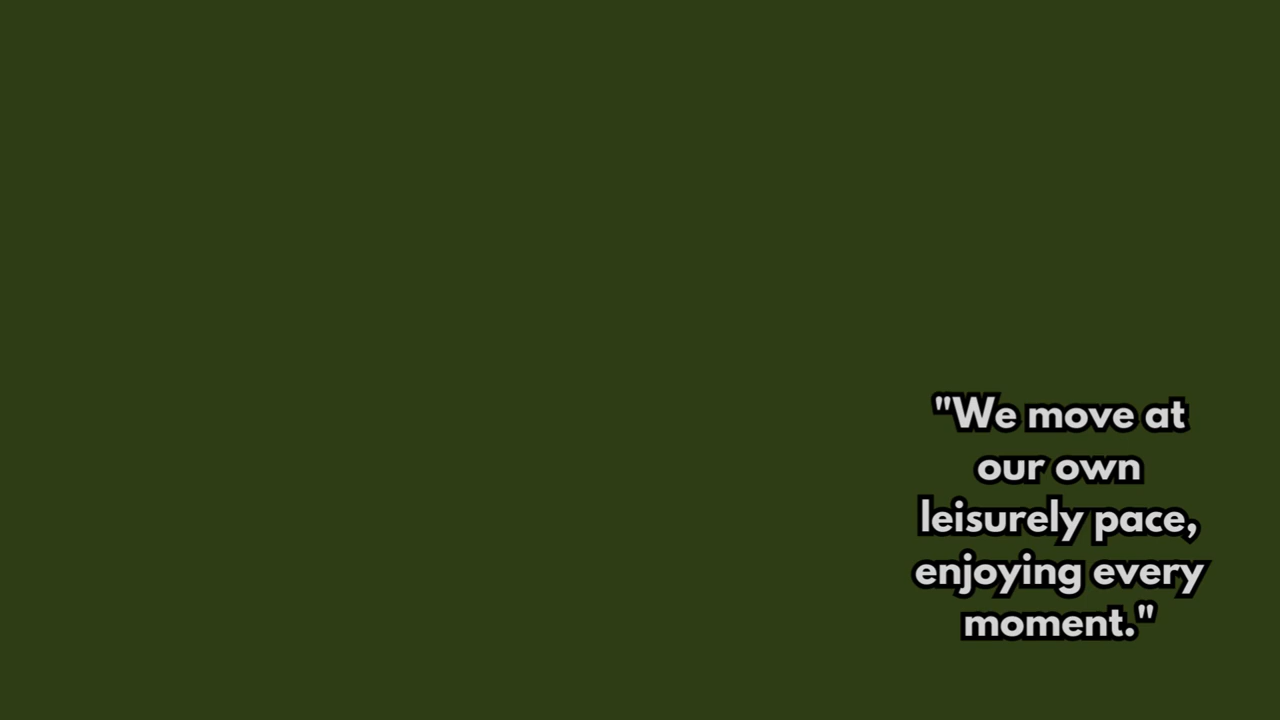 "We move at
our own
leisurely pace,
enjoying every
moment."